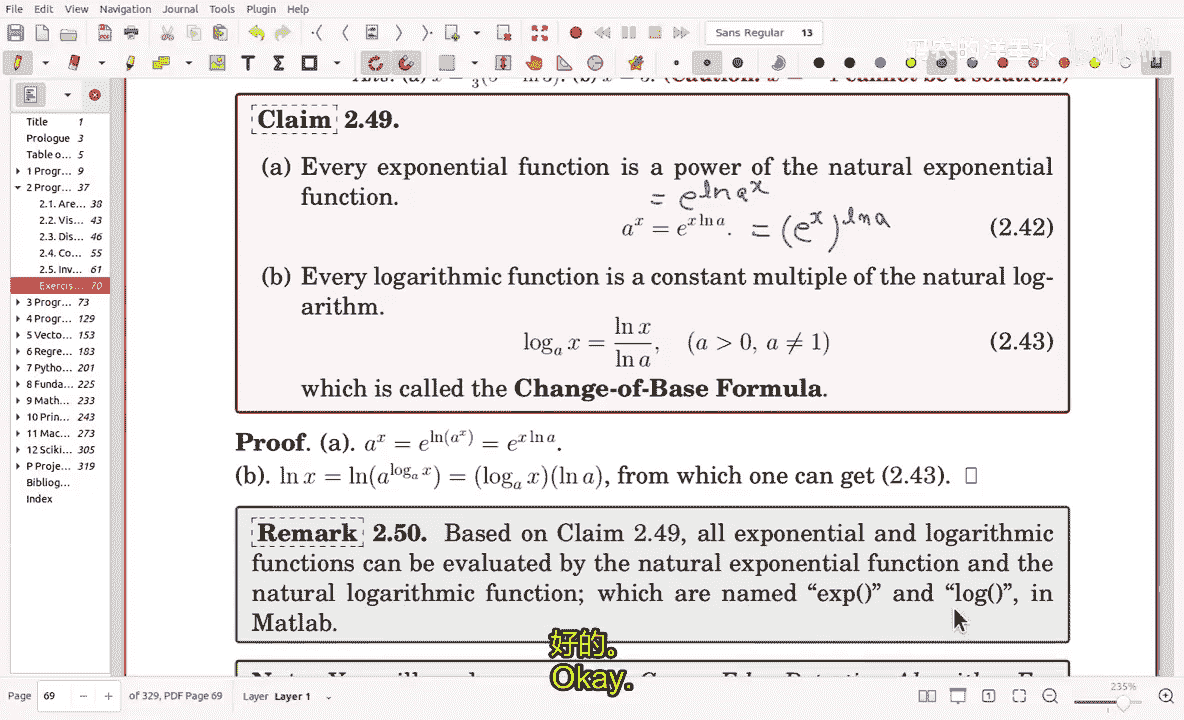 File Edit View Navigation Journal Tools Plugin Help
Sans Regular 13
Title 1
Prologue 3
Table o... 5
1 Progr... 9
2 Progr... 37
2.1. Are... 38
2.2. Vis... 43
2.3. Dis... 46
2.4. Co... 55
2.5. Inv... 61
Exercis... 70
3 Progr... 73
4 Progr... 129
5 Vecto... 153
6 Regre... 183
7 Pytho... 201
8 Funda... 225
9 Math... 233
10 Prin... 243
11 Mac... 273
12 Sciki... 305
P Proje... 319
Bibliog...
Index
Claim 2.49.
(a) Every exponential function is a power of the natural exponential
function.
= e^{ln a^x}
a^x = e^{x ln a}. = (e^x)^{ln a} (2.42)
(b) Every logarithmic function is a constant multiple of the natural log-
arithm.
log_a x = ln x / ln a, (a > 0, a ≠ 1) (2.43)
which is called the Change-of-Base Formula.
Proof. (a). a^x = e^{ln(a^x)} = e^{x ln a}.
(b). ln x = ln(a^{log_a x}) = (log_a x)(ln a), from which one can get (2.43). □
Remark 2.50. Based on Claim 2.49, all exponential and logarithmic
functions can be evaluated by the natural exponential function and the
natural logarithmic function; which are named “exp()” and “log()”, in
Matlab.
好的.
Okay.
Page 69 of 329, PDF Page 69 Layer Layer 1 235%